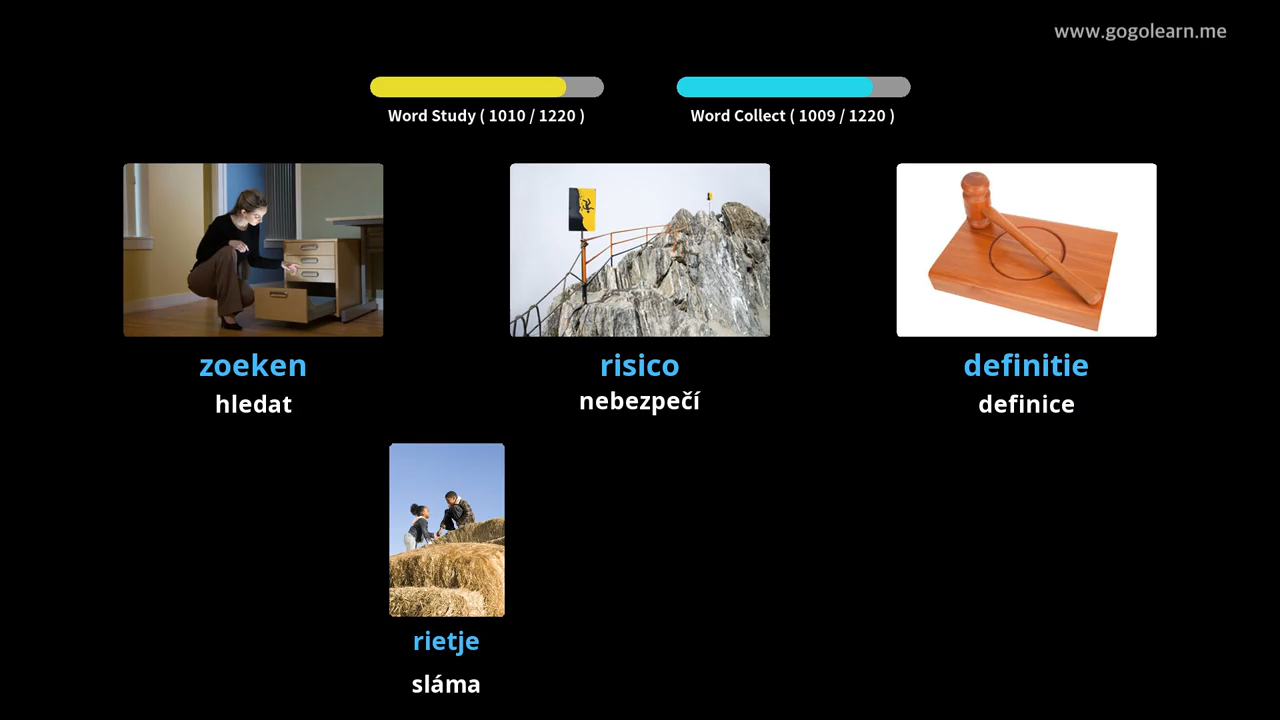 www.gogolearn.me
Word Study ( 1010 / 1220 )
Word Collect ( 1009 / 1220 )
zoeken
hledat
risico
nebezpečí
definitie
definice
rietje
sláma